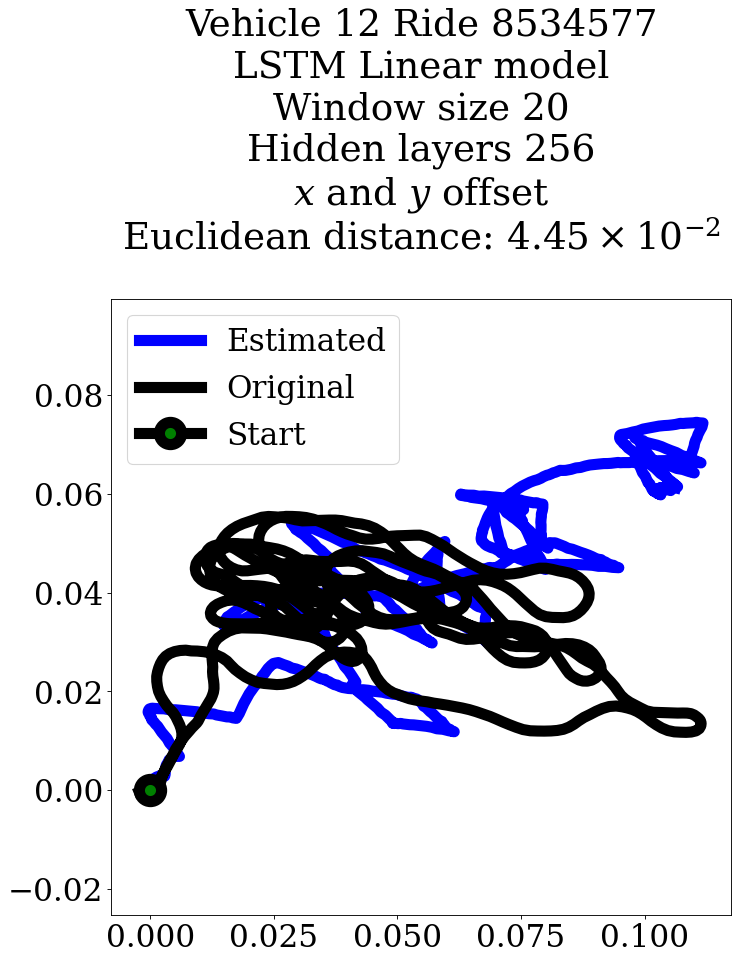 Vehicle 12 Ride 8534577
LSTM Linear model
Window size 20
Hidden layers 256
x and y offset
Euclidean distance: 4.45 × 10⁻²
Estimated
Original
Start
0.08
0.06
0.04
0.02
0.00
−0.02
0.000 0.025 0.050 0.075 0.100